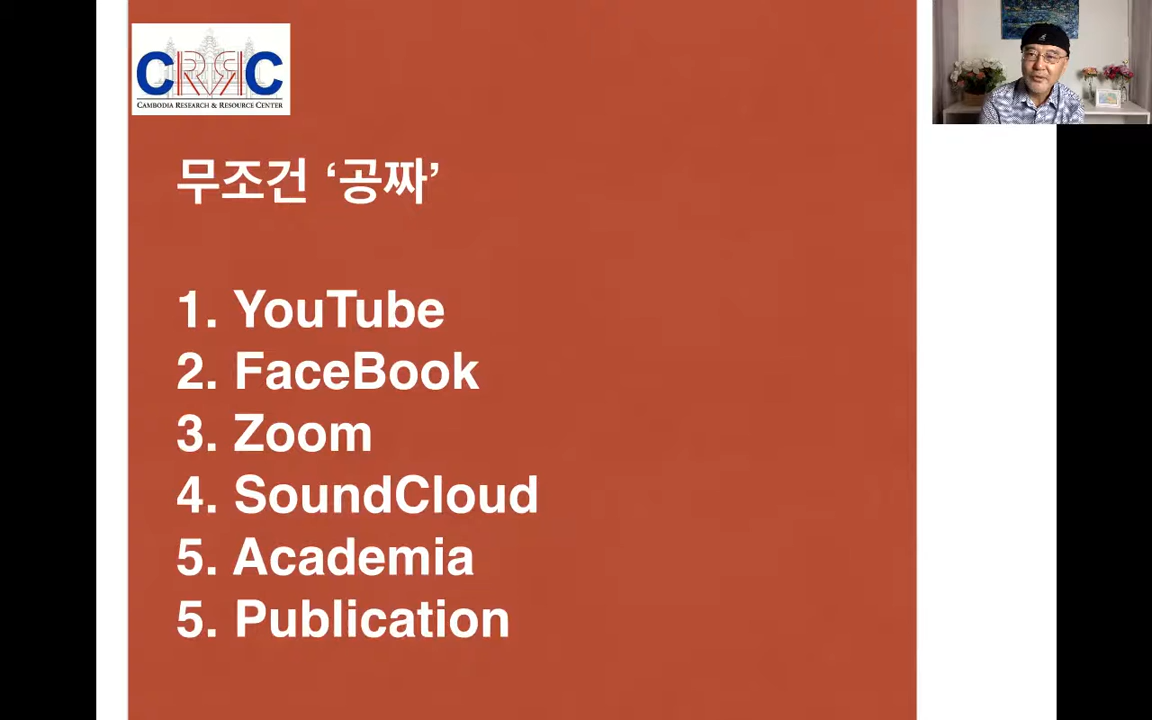 CRRC
CAMBODIA RESEARCH & RESOURCE CENTER
무조건 ‘공짜’
1. YouTube
2. FaceBook
3. Zoom
4. SoundCloud
5. Academia
5. Publication